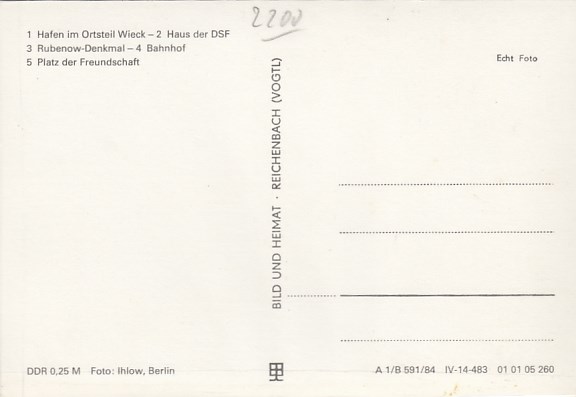 2200
1 Hafen im Ortsteil Wieck – 2 Haus der DSF
3 Rubenow-Denkmal – 4 Bahnhof
5 Platz der Freundschaft
Echt Foto
BILD UND HEIMAT · REICHENBACH (VOGTL)
DDR 0,25 M Foto: Ihlow, Berlin
A 1/B 591/84 IV-14-483 01 01 05 260